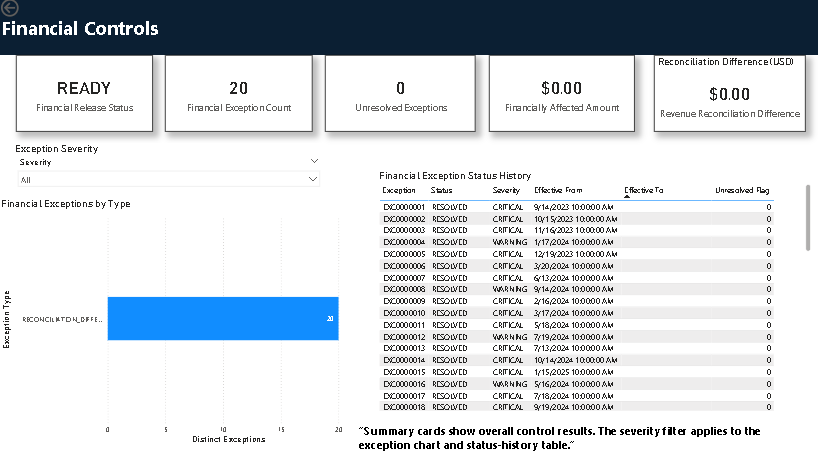 Financial Controls
READY
Financial Release Status
20
Financial Exception Count
0
Unresolved Exceptions
$0.00
Financially Affected Amount
Reconciliation Difference (USD)
$0.00
Revenue Reconciliation Difference
Exception Severity
Severity
All
Financial Exceptions by Type
Exception Type
RECONCILIATION_DIFFE...
20
0 5 10 15 20
Distinct Exceptions
Financial Exception Status History
Exception Status Severity Effective From Effective To Unresolved Flag
EXC0000001 RESOLVED CRITICAL 9/14/2023 10:00:00 AM 0
EXC0000002 RESOLVED CRITICAL 10/15/2023 10:00:00 AM 0
EXC0000003 RESOLVED CRITICAL 11/16/2023 10:00:00 AM 0
EXC0000004 RESOLVED WARNING 1/17/2024 10:00:00 AM 0
EXC0000005 RESOLVED CRITICAL 12/19/2023 10:00:00 AM 0
EXC0000006 RESOLVED CRITICAL 3/20/2024 10:00:00 AM 0
EXC0000007 RESOLVED CRITICAL 6/13/2024 10:00:00 AM 0
EXC0000008 RESOLVED WARNING 9/14/2024 10:00:00 AM 0
EXC0000009 RESOLVED CRITICAL 2/16/2024 10:00:00 AM 0
EXC0000010 RESOLVED CRITICAL 3/17/2024 10:00:00 AM 0
EXC0000011 RESOLVED CRITICAL 5/18/2024 10:00:00 AM 0
EXC0000012 RESOLVED WARNING 7/19/2024 10:00:00 AM 0
EXC0000013 RESOLVED CRITICAL 7/13/2024 10:00:00 AM 0
EXC0000014 RESOLVED CRITICAL 10/14/2024 10:00:00 AM 0
EXC0000015 RESOLVED CRITICAL 1/15/2025 10:00:00 AM 0
EXC0000016 RESOLVED WARNING 5/16/2024 10:00:00 AM 0
EXC0000017 RESOLVED CRITICAL 7/18/2024 10:00:00 AM 0
EXC0000018 RESOLVED CRITICAL 9/19/2024 10:00:00 AM 0
"Summary cards show overall control results. The severity filter applies to the
exception chart and status-history table."